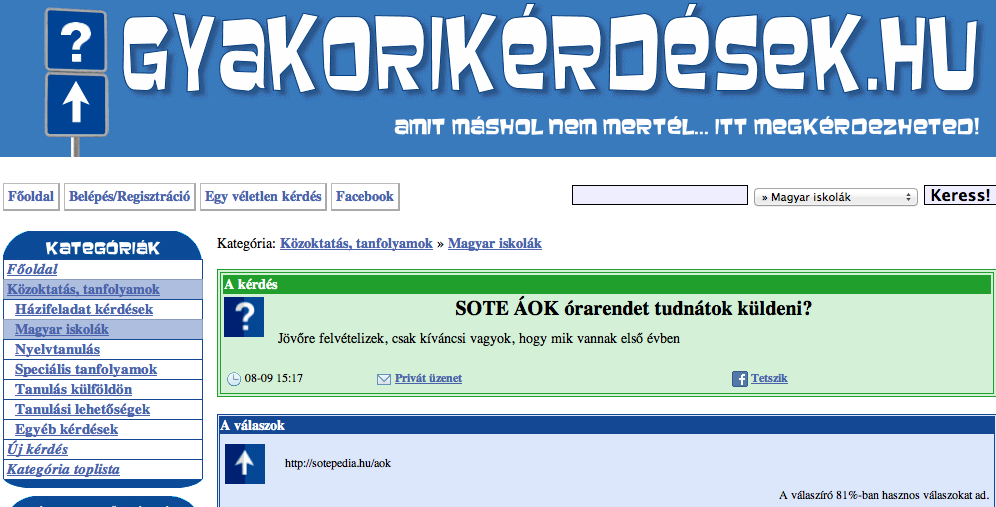 GYAKORIKÉRDÉSEK.HU
AMIT MÁSHOL NEM MERTÉL... ITT MEGKÉRDEZHETED!
Főoldal Belépés/Regisztráció Egy véletlen kérdés Facebook » Magyar iskolák Keress!
KATEGÓRIÁK
Főoldal
Közoktatás, tanfolyamok
Házifeladat kérdések
Magyar iskolák
Nyelvtanulás
Speciális tanfolyamok
Tanulás külföldön
Tanulási lehetőségek
Egyéb kérdések
Új kérdés
Kategória toplista
Kategória: Közoktatás, tanfolyamok » Magyar iskolák
A kérdés
SOTE ÁOK órarendet tudnátok küldeni?
Jövőre felvételizek, csak kíváncsi vagyok, hogy mik vannak első évben
08-09 15:17 Privát üzenet Tetszik
A válaszok
http://sotepedia.hu/aok
A válaszíró 81%-ban hasznos válaszokat ad.